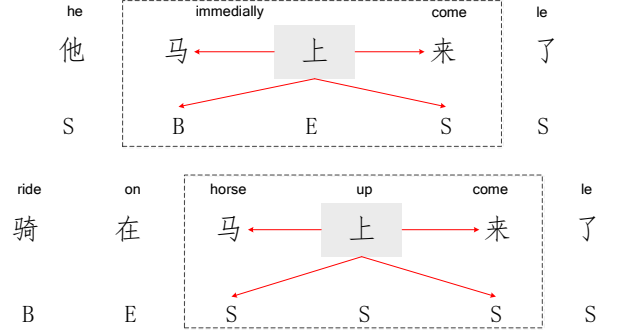 he immedially come le
他 马 上 来 了
S B E S S
ride on horse up come le
骑 在 马 上 来 了
B E S S S S